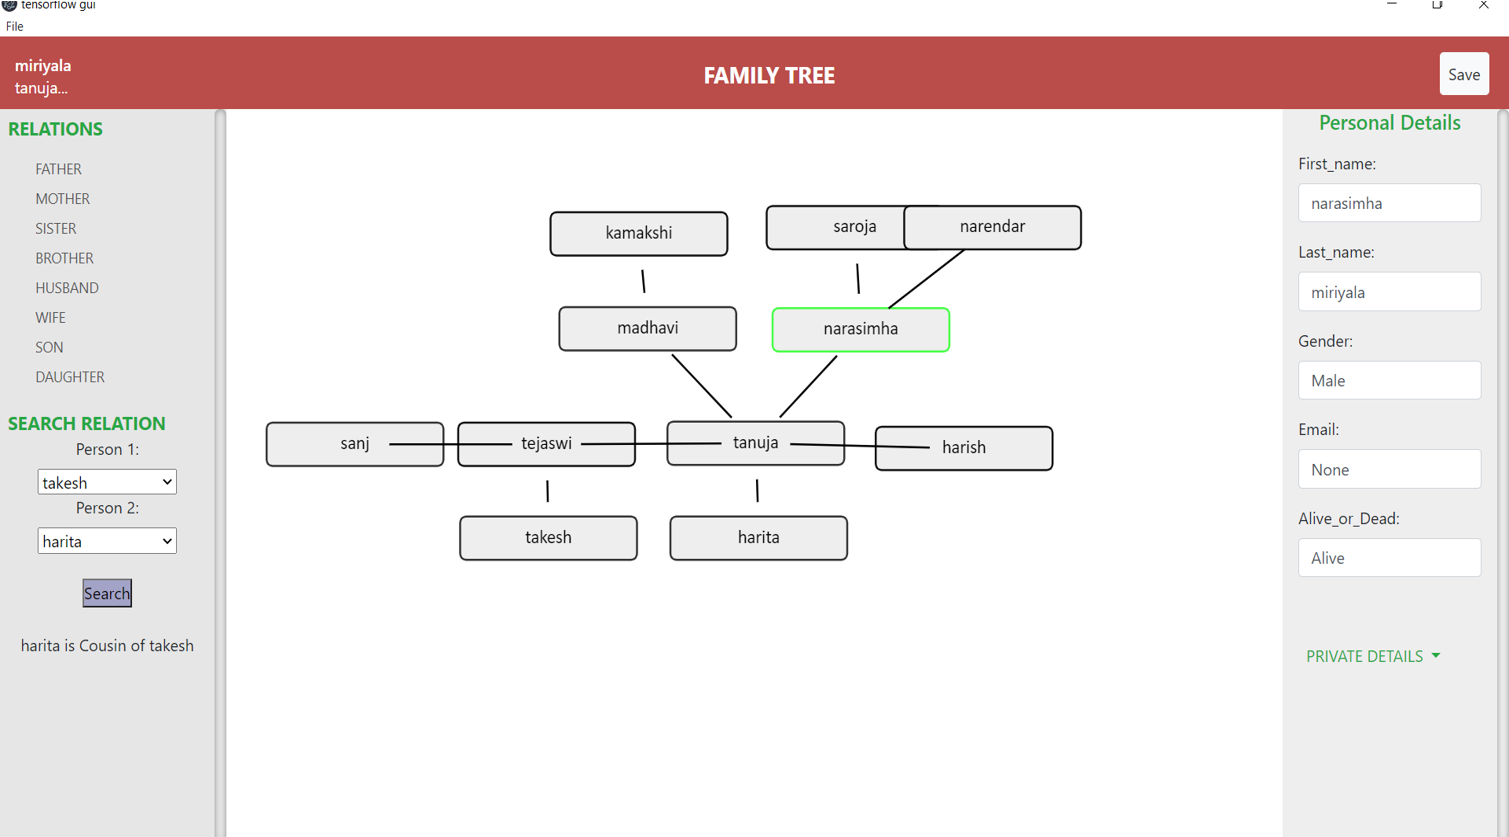 tensorflow gui
File
miriyala
tanuja...
FAMILY TREE
Save
RELATIONS
FATHER
MOTHER
SISTER
BROTHER
HUSBAND
WIFE
SON
DAUGHTER
SEARCH RELATION
Person 1:
takesh
Person 2:
harita
Search
harita is Cousin of takesh
kamakshi
saroja
narendar
madhavi
narasimha
sanj
tejaswi
tanuja
harish
takesh
harita
Personal Details
First_name:
narasimha
Last_name:
miriyala
Gender:
Male
Email:
None
Alive_or_Dead:
Alive
PRIVATE DETAILS